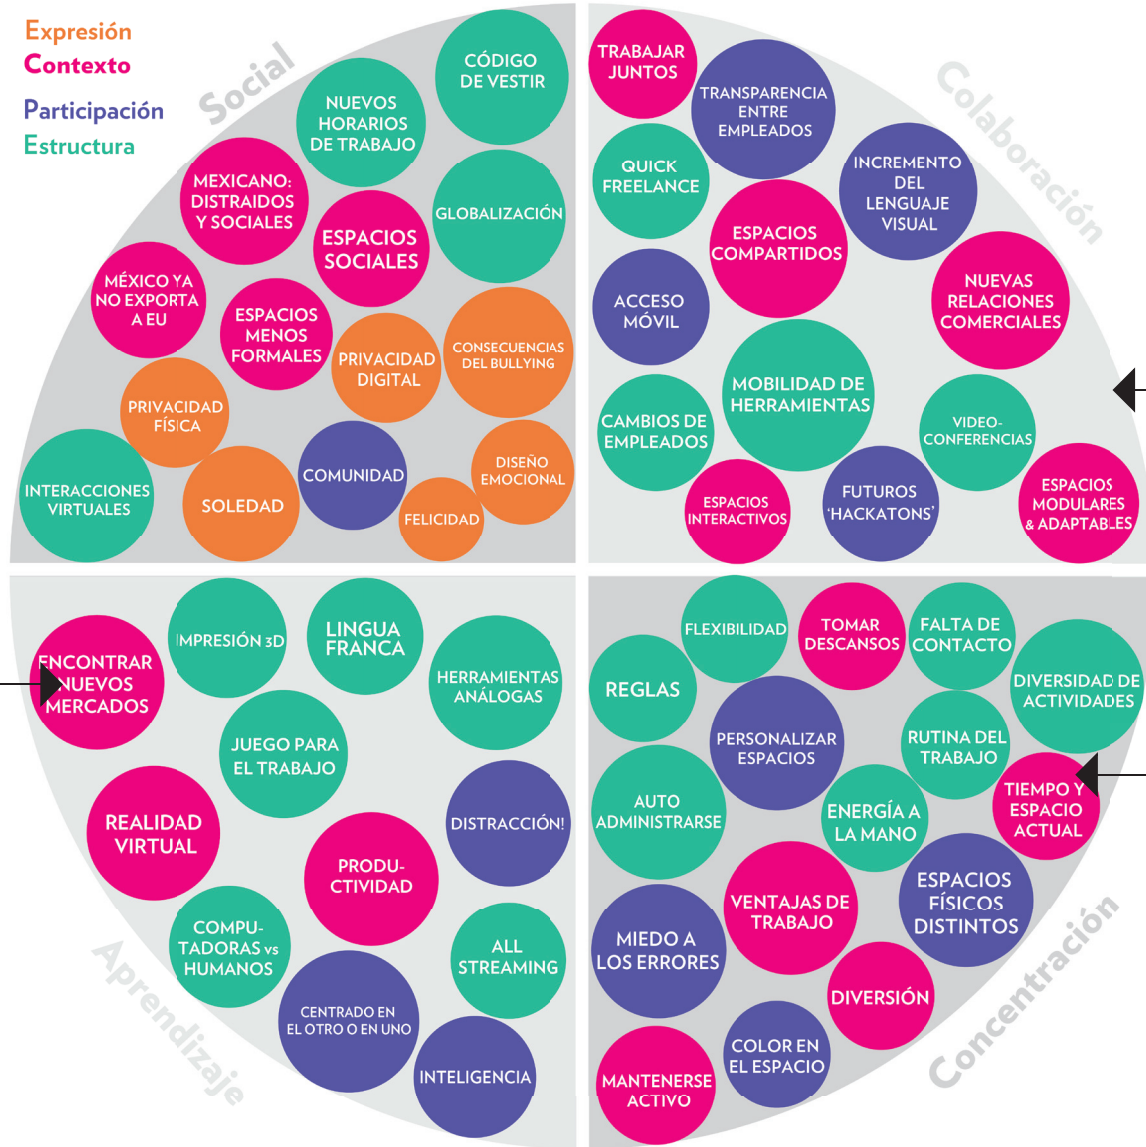 Expresión
Contexto
Participación
Estructura
Social
CÓDIGO
DE VESTIR
NUEVOS
HORARIOS
DE TRABAJO
MEXICANO:
DISTRAIDOS
Y SOCIALES
ESPACIOS
SOCIALES
GLOBALIZACIÓN
MÉXICO YA
NO EXPORTA
A EU
ESPACIOS
MENOS
FORMALES
PRIVACIDAD
DIGITAL
CONSECUENCIAS
DEL BULLYING
PRIVACIDAD
FÍSICA
INTERACCIONES
VIRTUALES
SOLEDAD
COMUNIDAD
FELICIDAD
DISEÑO
EMOCIONAL
Colaboración
TRABAJAR
JUNTOS
TRANSPARENCIA
ENTRE
EMPLEADOS
QUICK
FREELANCE
INCREMENTO
DEL
LENGUAJE
VISUAL
ESPACIOS
COMPARTIDOS
ACCESO
MÓVIL
NUEVAS
RELACIONES
COMERCIALES
MOBILIDAD DE
HERRAMIENTAS
CAMBIOS DE
EMPLEADOS
VIDEO-
CONFERENCIAS
ESPACIOS
INTERACTIVOS
FUTUROS
‘HACKATONS’
ESPACIOS
MODULARES
& ADAPTABLES
ENCONTRAR
NUEVOS
MERCADOS
IMPRESIÓN 3D
LINGUA
FRANCA
HERRAMIENTAS
ANÁLOGAS
JUEGO PARA
EL TRABAJO
REALIDAD
VIRTUAL
PRODU-
CTIVIDAD
DISTRACCIÓN!
COMPU-
TADORAS vs
HUMANOS
ALL
STREAMING
CENTRADO EN
EL OTRO O EN UNO
INTELIGENCIA
Aprendizaje
FLEXIBILIDAD
TOMAR
DESCANSOS
FALTA DE
CONTACTO
REGLAS
DIVERSIDAD DE
ACTIVIDADES
PERSONALIZAR
ESPACIOS
RUTINA DEL
TRABAJO
AUTO
ADMINISTRARSE
ENERGÍA A
LA MANO
TIEMPO Y
ESPACIO
ACTUAL
VENTAJAS DE
TRABAJO
ESPACIOS
FÍSICOS
DISTINTOS
MIEDO A
LOS ERRORES
DIVERSIÓN
COLOR EN
EL ESPACIO
MANTENERSE
ACTIVO
Concentración